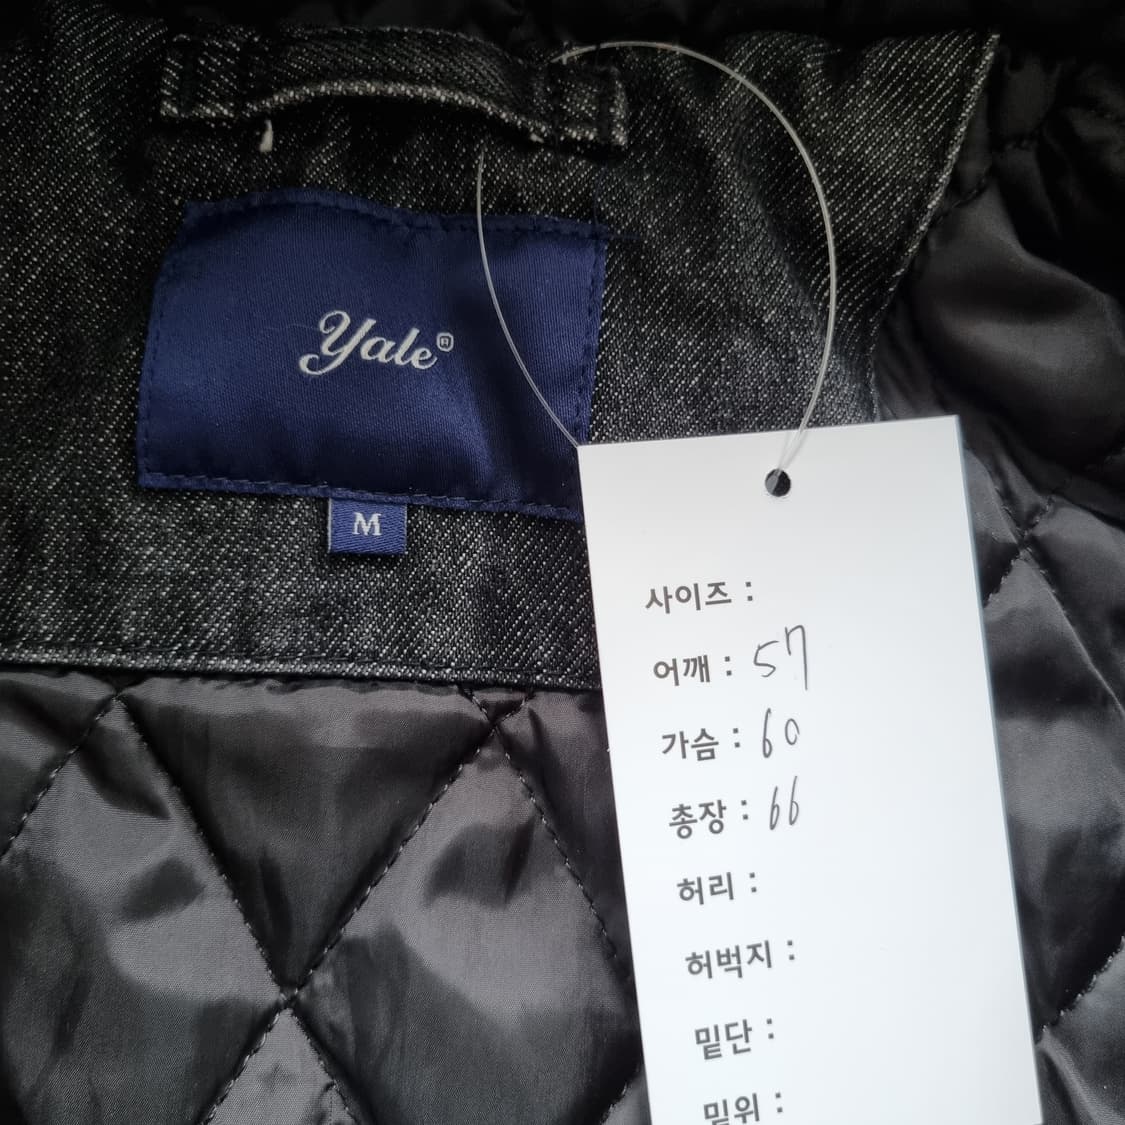 Yale®
M
사이즈 :
어깨 : 57
가슴 : 60
총장 : 66
허리 :
허벅지 :
밑단 :
밑위 :